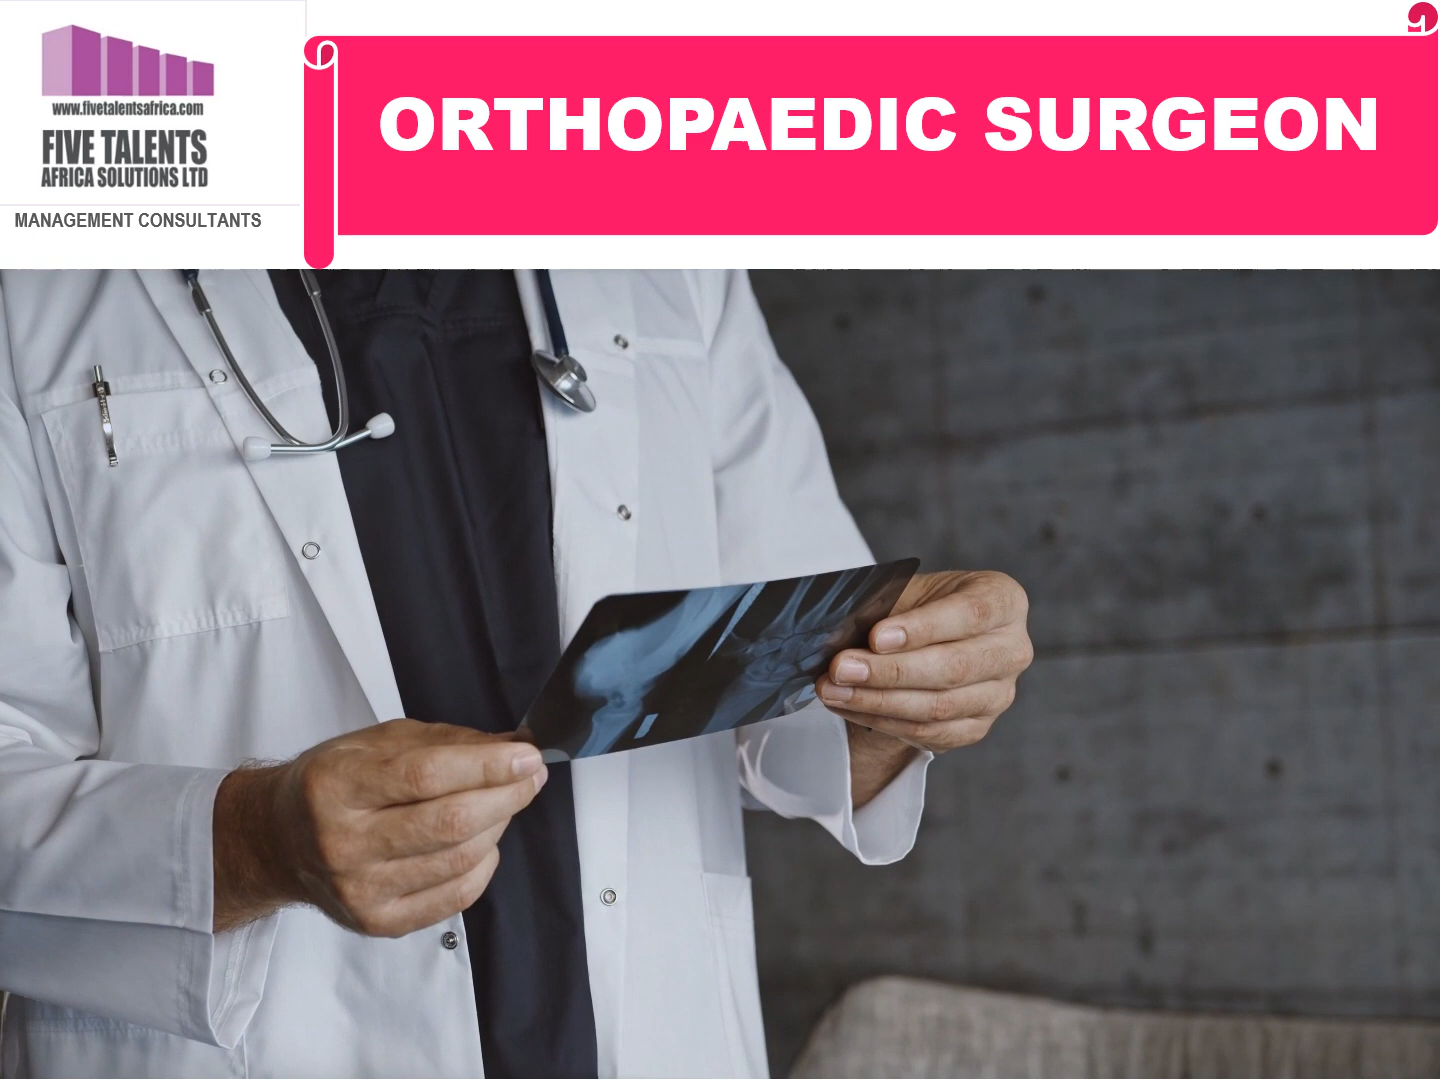 www.fivetalentsafrica.com
FIVE TALENTS
AFRICA SOLUTIONS LTD
MANAGEMENT CONSULTANTS
ORTHOPAEDIC SURGEON